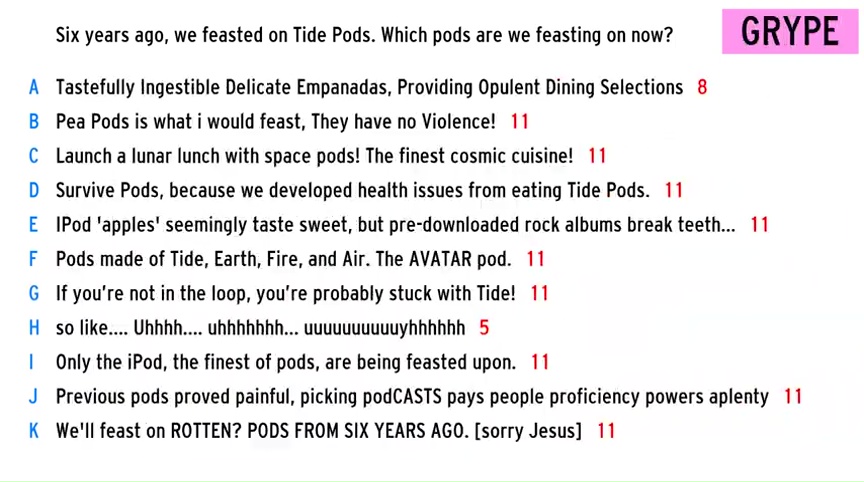 Six years ago, we feasted on Tide Pods. Which pods are we feasting on now?
GRYPE
A Tastefully Ingestible Delicate Empanadas, Providing Opulent Dining Selections 8
B Pea Pods is what i would feast, They have no Violence! 11
C Launch a lunar lunch with space pods! The finest cosmic cuisine! 11
D Survive Pods, because we developed health issues from eating Tide Pods. 11
E IPod 'apples' seemingly taste sweet, but pre-downloaded rock albums break teeth... 11
F Pods made of Tide, Earth, Fire, and Air. The AVATAR pod. 11
G If you're not in the loop, you're probably stuck with Tide! 11
H so like.... Uhhhh.... uhhhhhhh... uuuuuuuuuuyhhhhhh 5
I Only the iPod, the finest of pods, are being feasted upon. 11
J Previous pods proved painful, picking podCASTS pays people proficiency powers aplenty 11
K We'll feast on ROTTEN? PODS FROM SIX YEARS AGO. [sorry Jesus] 11